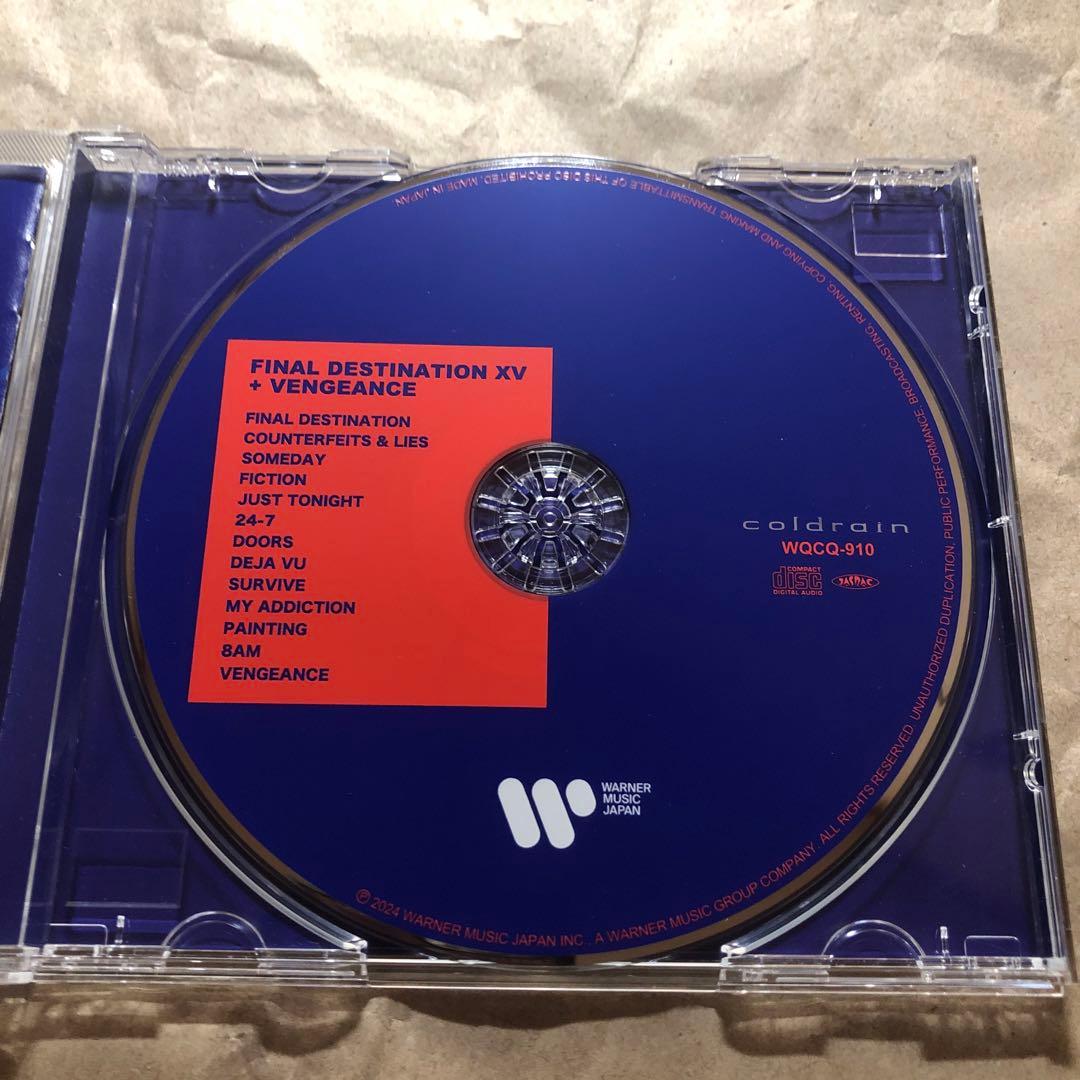 FINAL DESTINATION XV
+ VENGEANCE
FINAL DESTINATION
COUNTERFEITS & LIES
SOMEDAY
FICTION
JUST TONIGHT
24-7
DOORS
DEJA VU
SURVIVE
MY ADDICTION
PAINTING
8AM
VENGEANCE
coldrain
WQCQ-910
COMPACT
disc
DIGITAL AUDIO
JASRAC
WARNER
MUSIC
JAPAN
℗ 2024 WARNER MUSIC JAPAN INC., A WARNER MUSIC GROUP COMPANY. ALL RIGHTS RESERVED. UNAUTHORIZED DUPLICATION, PUBLIC PERFORMANCE, BROADCASTING, RENTING, COPYING AND MAKING TRANSMITTABLE OF THIS DISC PROHIBITED. MADE IN JAPAN